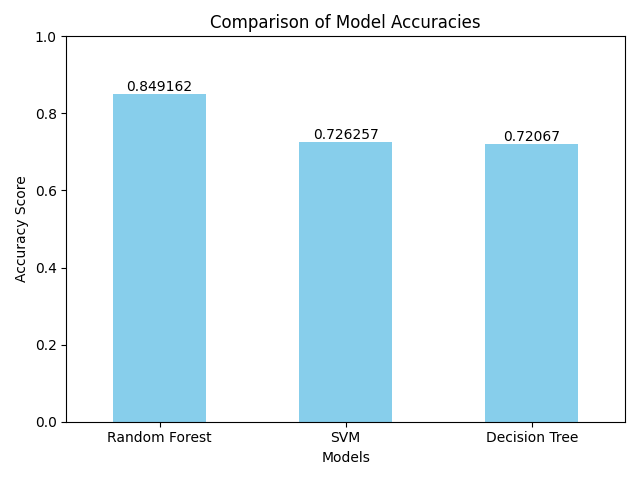 Comparison of Model Accuracies
1.0
0.8
0.6
0.4
0.2
0.0
Accuracy Score
0.849162
0.726257
0.72067
Random Forest
SVM
Decision Tree
Models